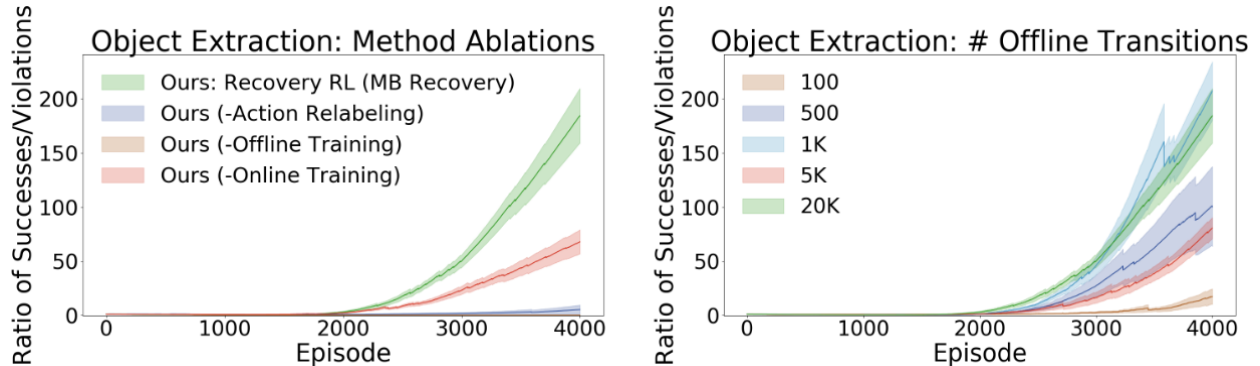 Object Extraction: Method Ablations
Ratio of Successes/Violations
200
150
100
50
0
Ours: Recovery RL (MB Recovery)
Ours (-Action Relabeling)
Ours (-Offline Training)
Ours (-Online Training)
0 1000 2000 3000 4000
Episode
Object Extraction: # Offline Transitions
Ratio of Successes/Violations
200
150
100
50
0
100
500
1K
5K
20K
0 1000 2000 3000 4000
Episode